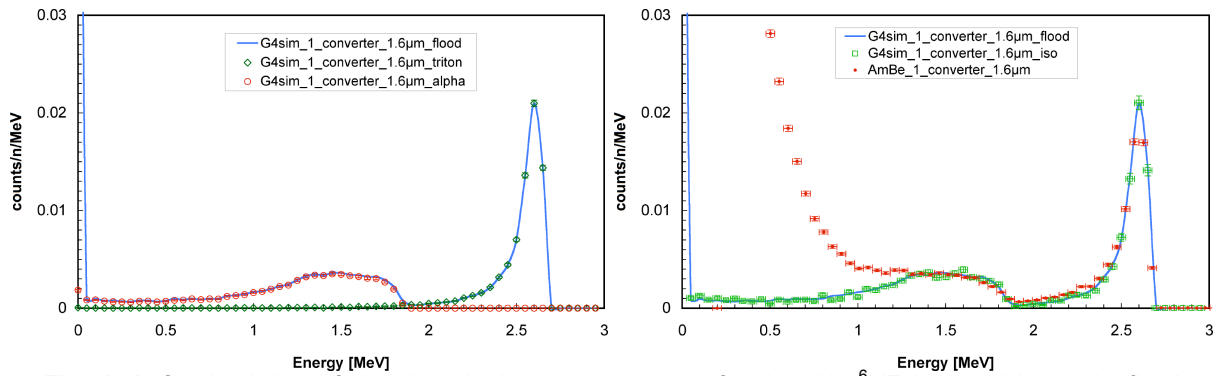 0.03
0.02
0.01
0
counts/n/MeV
G4sim_1_converter_1.6µm_flood
G4sim_1_converter_1.6µm_triton
G4sim_1_converter_1.6µm_alpha
0 0.5 1 1.5 2 2.5 3
Energy [MeV]
0.03
0.02
0.01
0
counts/n/MeV
G4sim_1_converter_1.6µm_flood
G4sim_1_converter_1.6µm_iso
AmBe_1_converter_1.6µm
0 0.5 1 1.5 2 2.5 3
Energy [MeV]
6